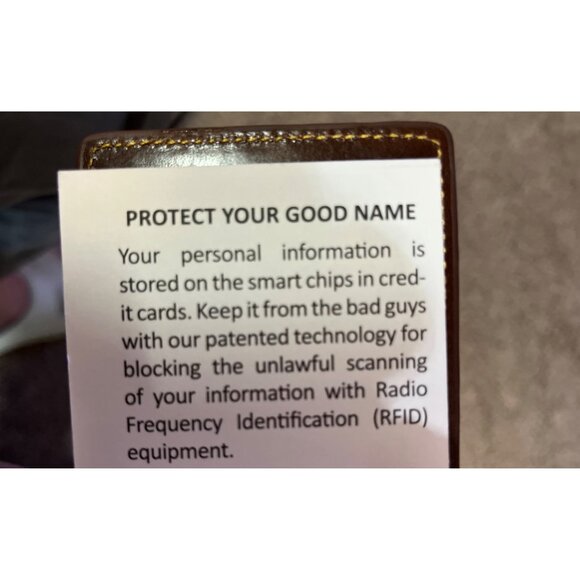 PROTECT YOUR GOOD NAME
Your personal information is
stored on the smart chips in cred-
it cards. Keep it from the bad guys
with our patented technology for
blocking the unlawful scanning
of your information with Radio
Frequency Identification (RFID)
equipment.